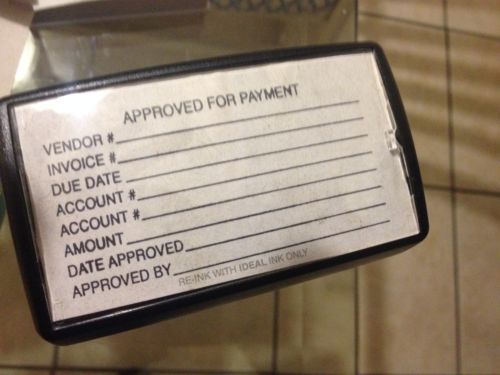 APPROVED FOR PAYMENT
VENDOR #
INVOICE #
DUE DATE
ACCOUNT #
ACCOUNT #
AMOUNT
DATE APPROVED
APPROVED BY
RE-INK WITH IDEAL INK ONLY